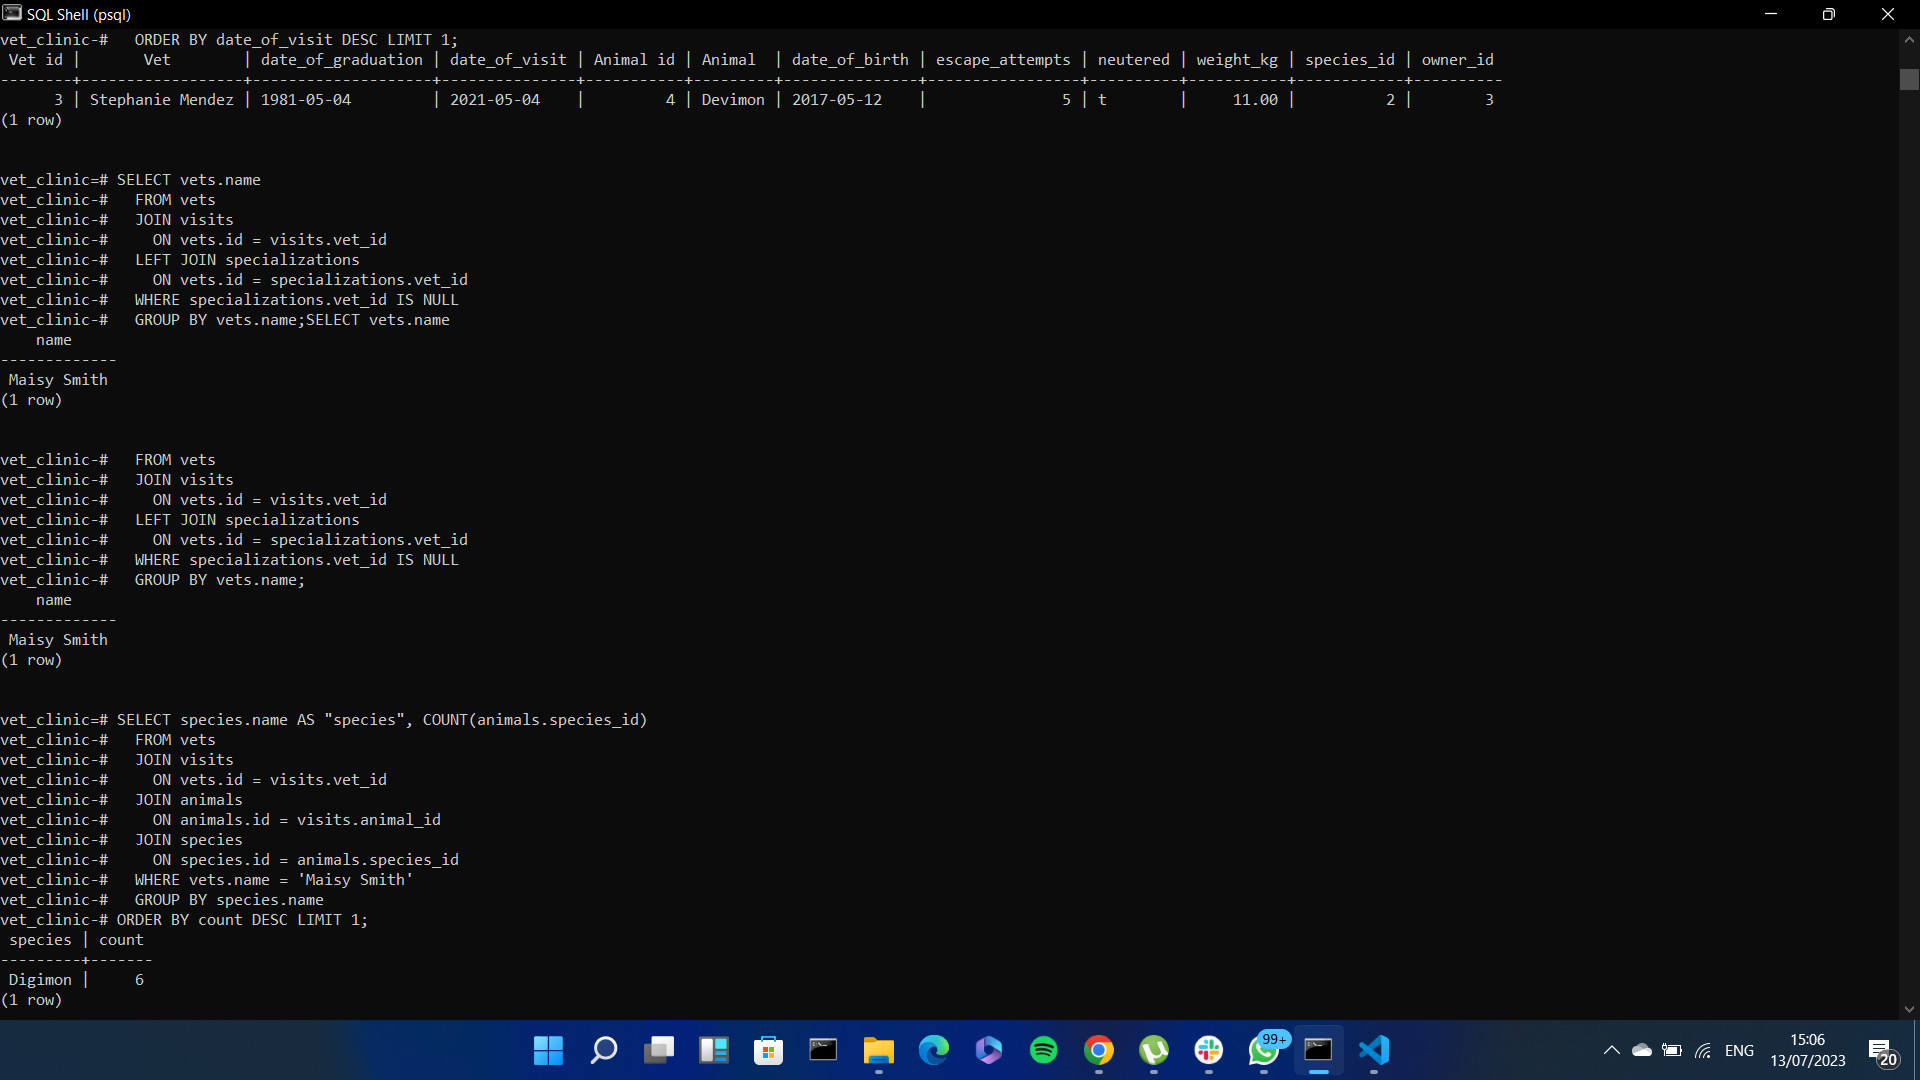 SQL Shell (psql)
vet_clinic-#   ORDER BY date_of_visit DESC LIMIT 1;
 Vet id |       Vet        | date_of_graduation | date_of_visit | Animal id | Animal  | date_of_birth | escape_attempts | neutered | weight_kg | species_id | owner_id
--------+------------------+--------------------+---------------+-----------+---------+---------------+-----------------+----------+-----------+------------+----------
      3 | Stephanie Mendez | 1981-05-04         | 2021-05-04    |         4 | Devimon | 2017-05-12    |               5 | t        |     11.00 |          2 |        3
(1 row)
vet_clinic=# SELECT vets.name
vet_clinic-#   FROM vets
vet_clinic-#   JOIN visits
vet_clinic-#     ON vets.id = visits.vet_id
vet_clinic-#   LEFT JOIN specializations
vet_clinic-#     ON vets.id = specializations.vet_id
vet_clinic-#   WHERE specializations.vet_id IS NULL
vet_clinic-#   GROUP BY vets.name;SELECT vets.name
    name
-------------
 Maisy Smith
(1 row)
vet_clinic-#   FROM vets
vet_clinic-#   JOIN visits
vet_clinic-#     ON vets.id = visits.vet_id
vet_clinic-#   LEFT JOIN specializations
vet_clinic-#     ON vets.id = specializations.vet_id
vet_clinic-#   WHERE specializations.vet_id IS NULL
vet_clinic-#   GROUP BY vets.name;
    name
-------------
 Maisy Smith
(1 row)
vet_clinic=# SELECT species.name AS "species", COUNT(animals.species_id)
vet_clinic-#   FROM vets
vet_clinic-#   JOIN visits
vet_clinic-#     ON vets.id = visits.vet_id
vet_clinic-#   JOIN animals
vet_clinic-#     ON animals.id = visits.animal_id
vet_clinic-#   JOIN species
vet_clinic-#     ON species.id = animals.species_id
vet_clinic-#   WHERE vets.name = 'Maisy Smith'
vet_clinic-#   GROUP BY species.name
vet_clinic-# ORDER BY count DESC LIMIT 1;
 species | count
---------+-------
 Digimon |     6
(1 row)
99+
ENG
15:06
13/07/2023
20